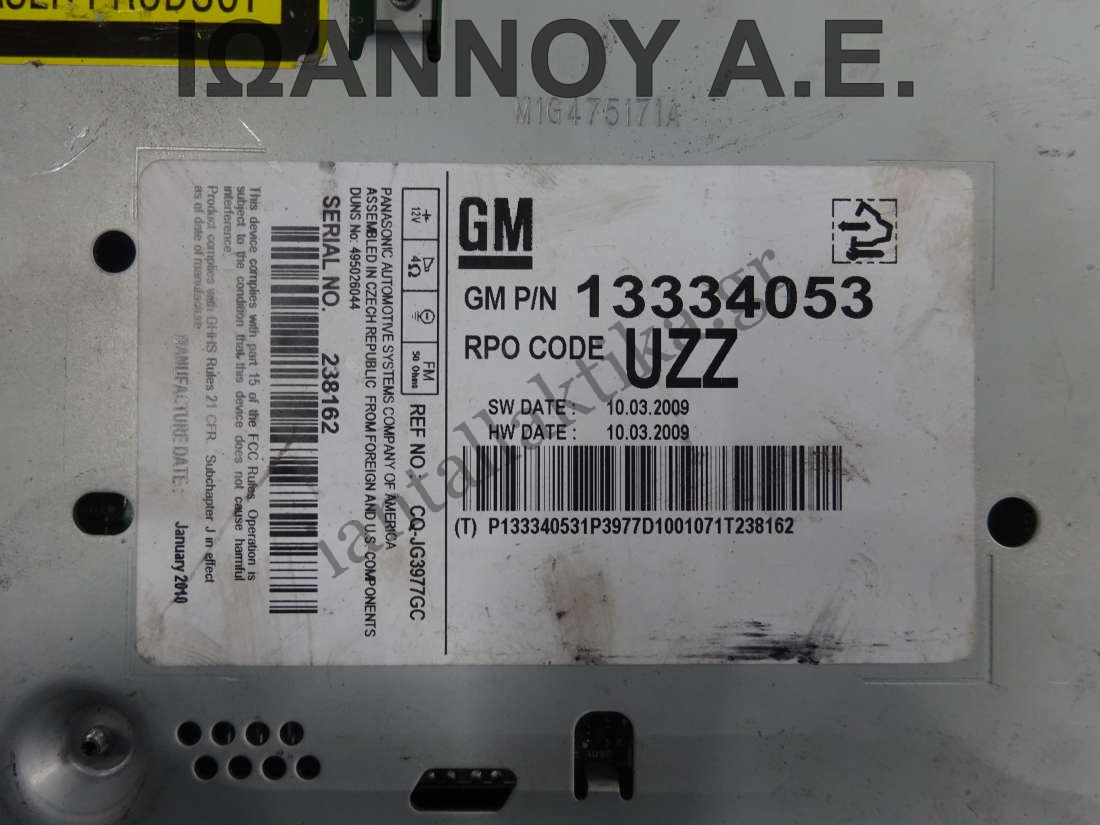 ΙΩΑΝΝΟΥ Α.Ε.
M1G475171A
GM
GM P/N 13334053
RPO CODE UZZ
SW DATE : 10.03.2009
HW DATE : 10.03.2009
(T) P133340531P3977D1001071T238162
+ 12V
4Ω
FM 50 Ohms
REF NO. CQ-JG3977GC
PANASONIC AUTOMOTIVE SYSTEMS COMPANY OF AMERICA
ASSEMBLED IN CZECH REPUBLIC FROM FOREIGN AND U.S. COMPONENTS
DUNS No: 495026044
SERIAL NO. 238162
This device complies with part 15 of the FCC Rules. Operation is
subject to the condition that this device does not cause harmful
interference.
Product complies with GHHS Rules 21 CFR. Subchapter J in effect
as of date of manufacture.
MANUFACTURE DATE : January 2010
iantallaktika.gr